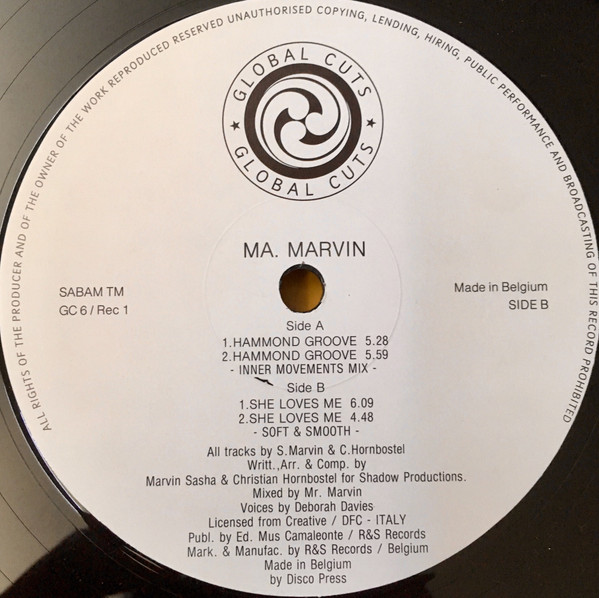 ALL RIGHTS OF THE PRODUCER AND OF THE OWNER OF THE WORK REPRODUCED RESERVED UNAUTHORISED COPYING, LENDING, HIRING, PUBLIC PERFORMANCE AND BROADCASTING OF THIS RECORD PROHIBITED
GLOBAL CUTS
GLOBAL CUTS
MA. MARVIN
SABAM TM
GC 6 / Rec 1
Made in Belgium
SIDE B
Side A
1.HAMMOND GROOVE 5.28
2.HAMMOND GROOVE 5,59
- INNER MOVEMENTS MIX -
Side B
1.SHE LOVES ME 6.09
2.SHE LOVES ME 4.48
- SOFT & SMOOTH -
All tracks by S.Marvin & C.Hornbostel
Writt.,Arr. & Comp. by
Marvin Sasha & Christian Hornbostel for Shadow Productions.
Mixed by Mr. Marvin
Voices by Deborah Davies
Licensed from Creative / DFC - ITALY
Publ. by Ed. Mus Camaleonte / R&S Records
Mark. & Manufac. by R&S Records / Belgium
Made in Belgium
by Disco Press